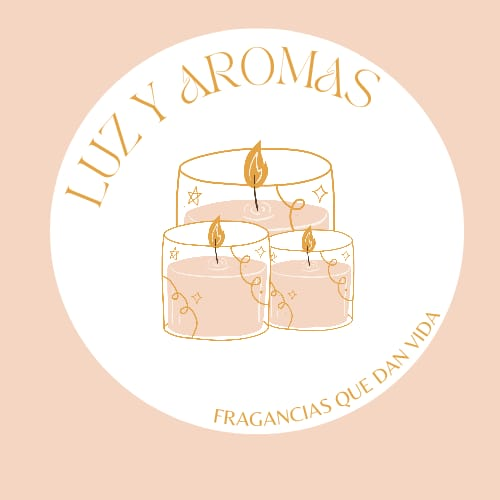 LUZ Y AROMAS
FRAGANCIAS QUE DAN VIDA